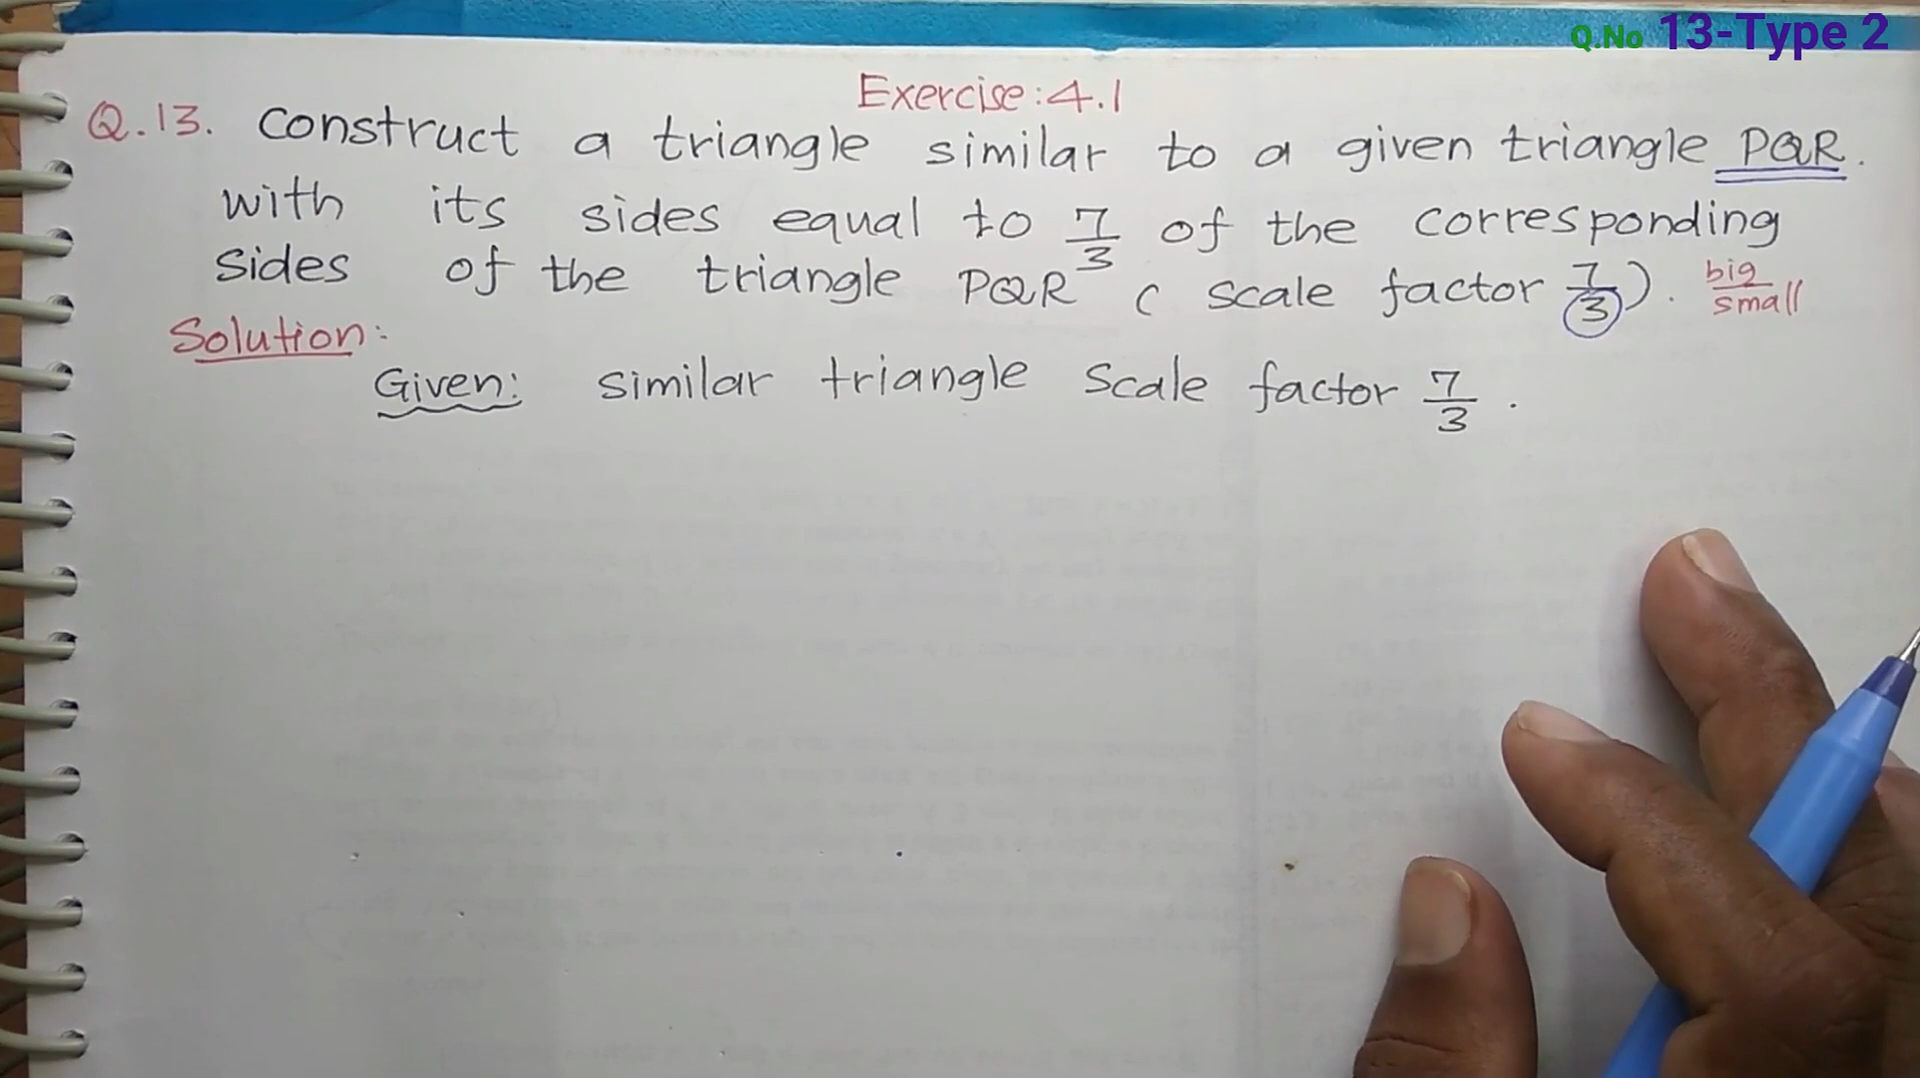 Q.No 13-Type 2
Exercise:4.1
Q.13. Construct a triangle similar to a given triangle PQR.
with its sides equal to 7/3 of the corresponding
sides of the triangle PQR (scale factor 7/3). big/small
Solution:
Given: similar triangle scale factor 7/3.